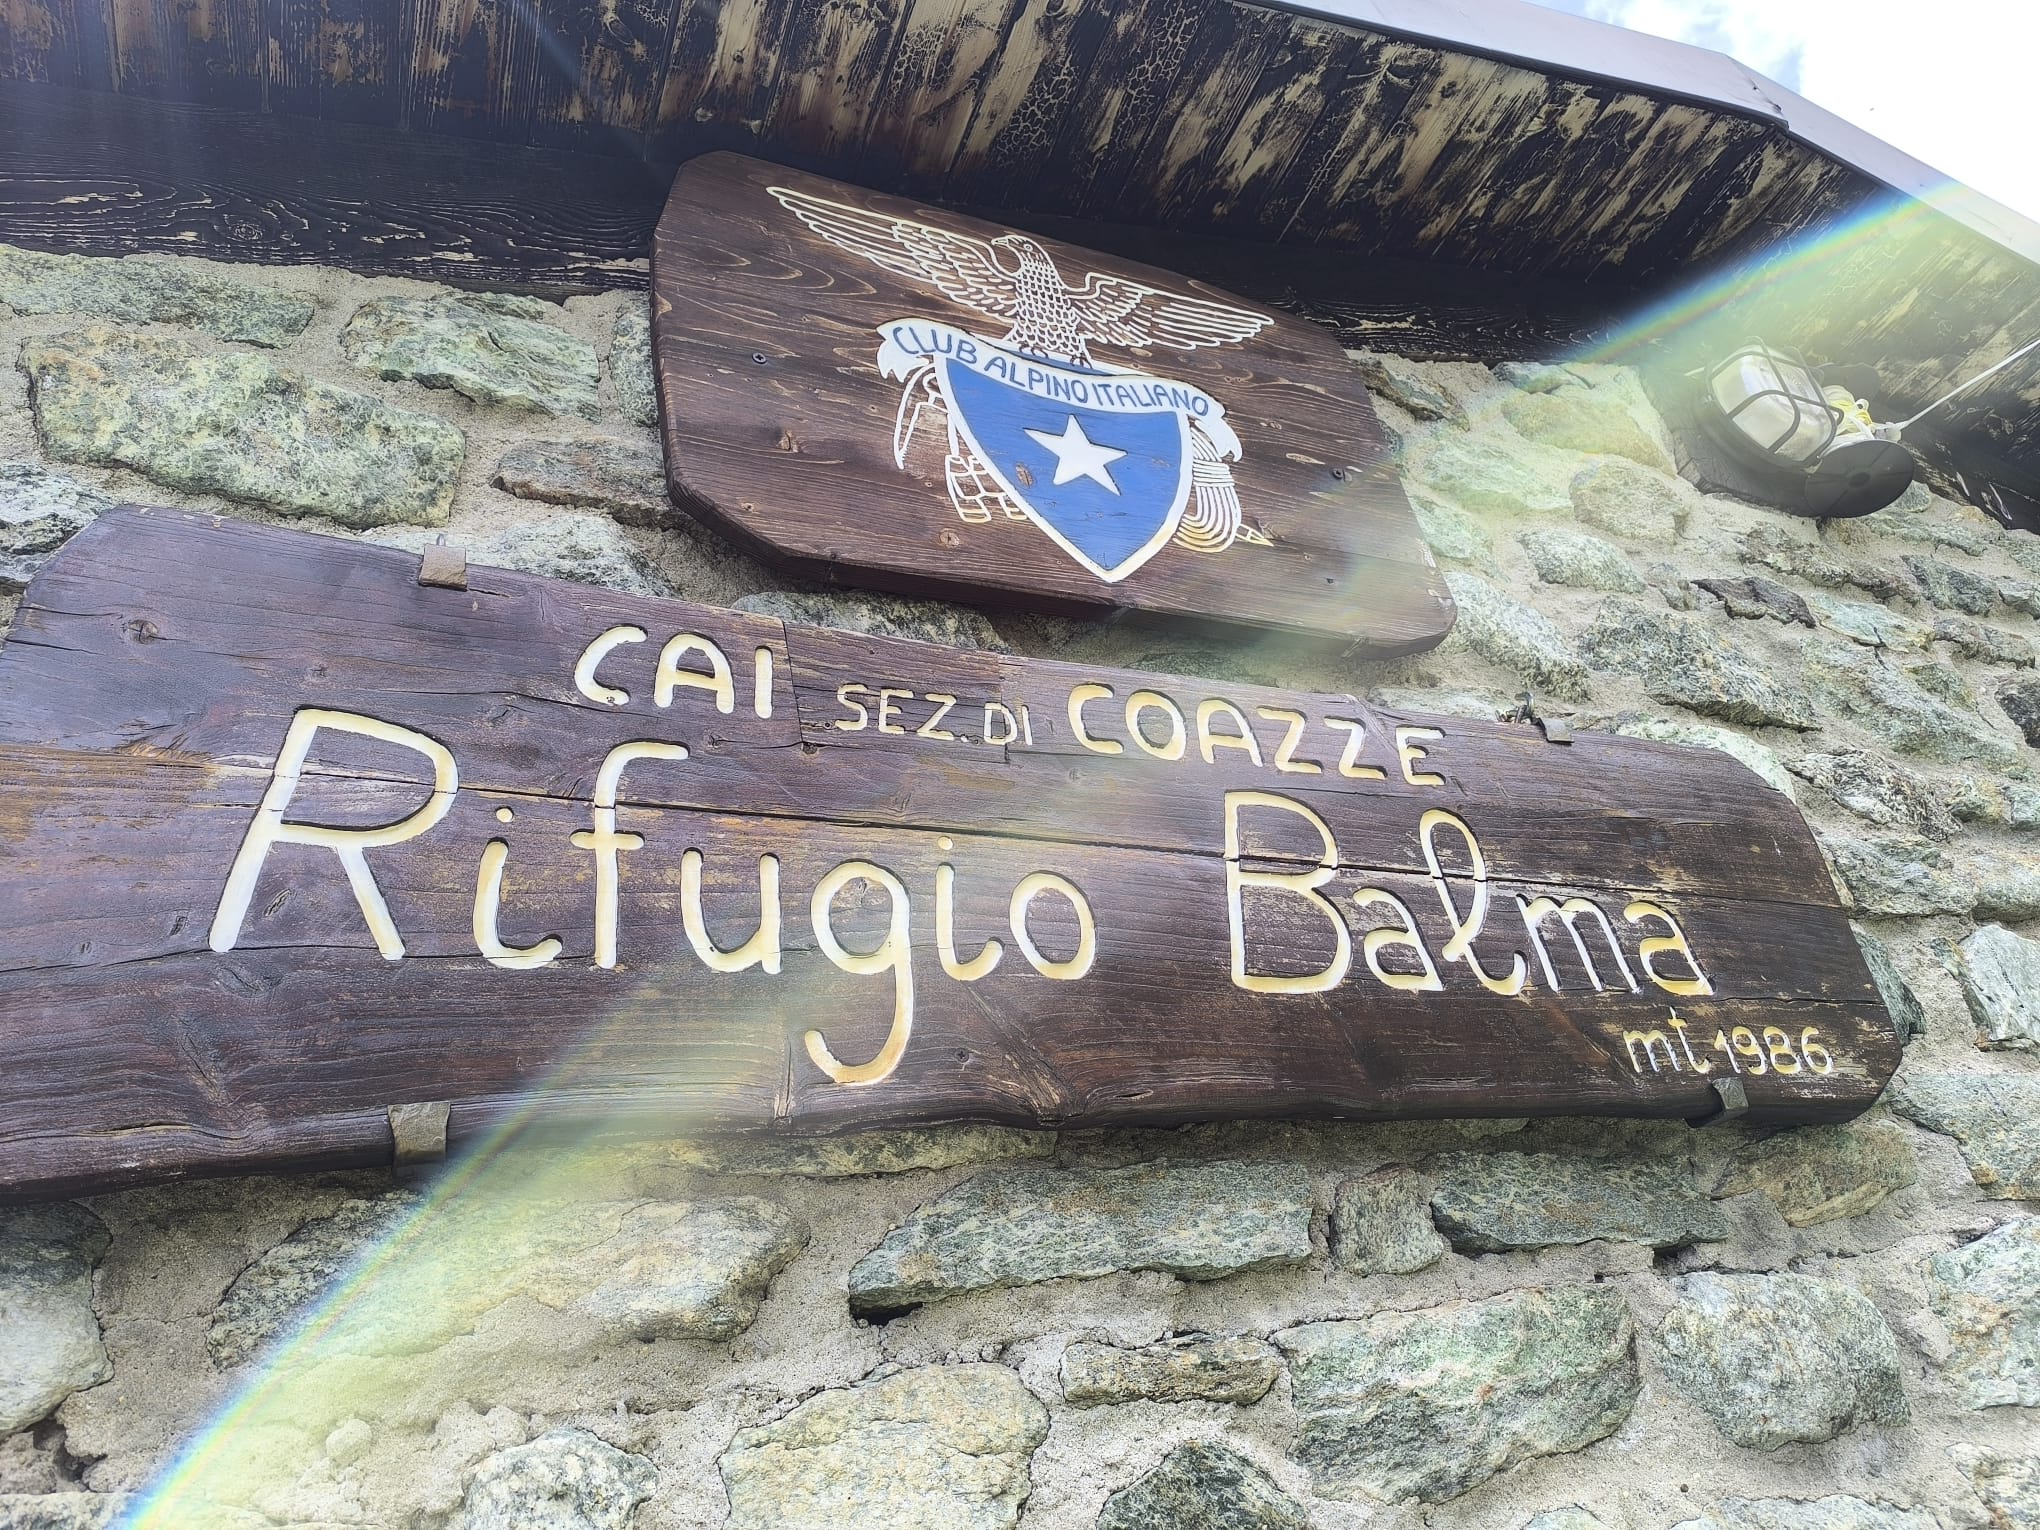 CLUB ALPINO ITALIANO
CAI SEZ. DI COAZZE
Rifugio Balma
mt 1986